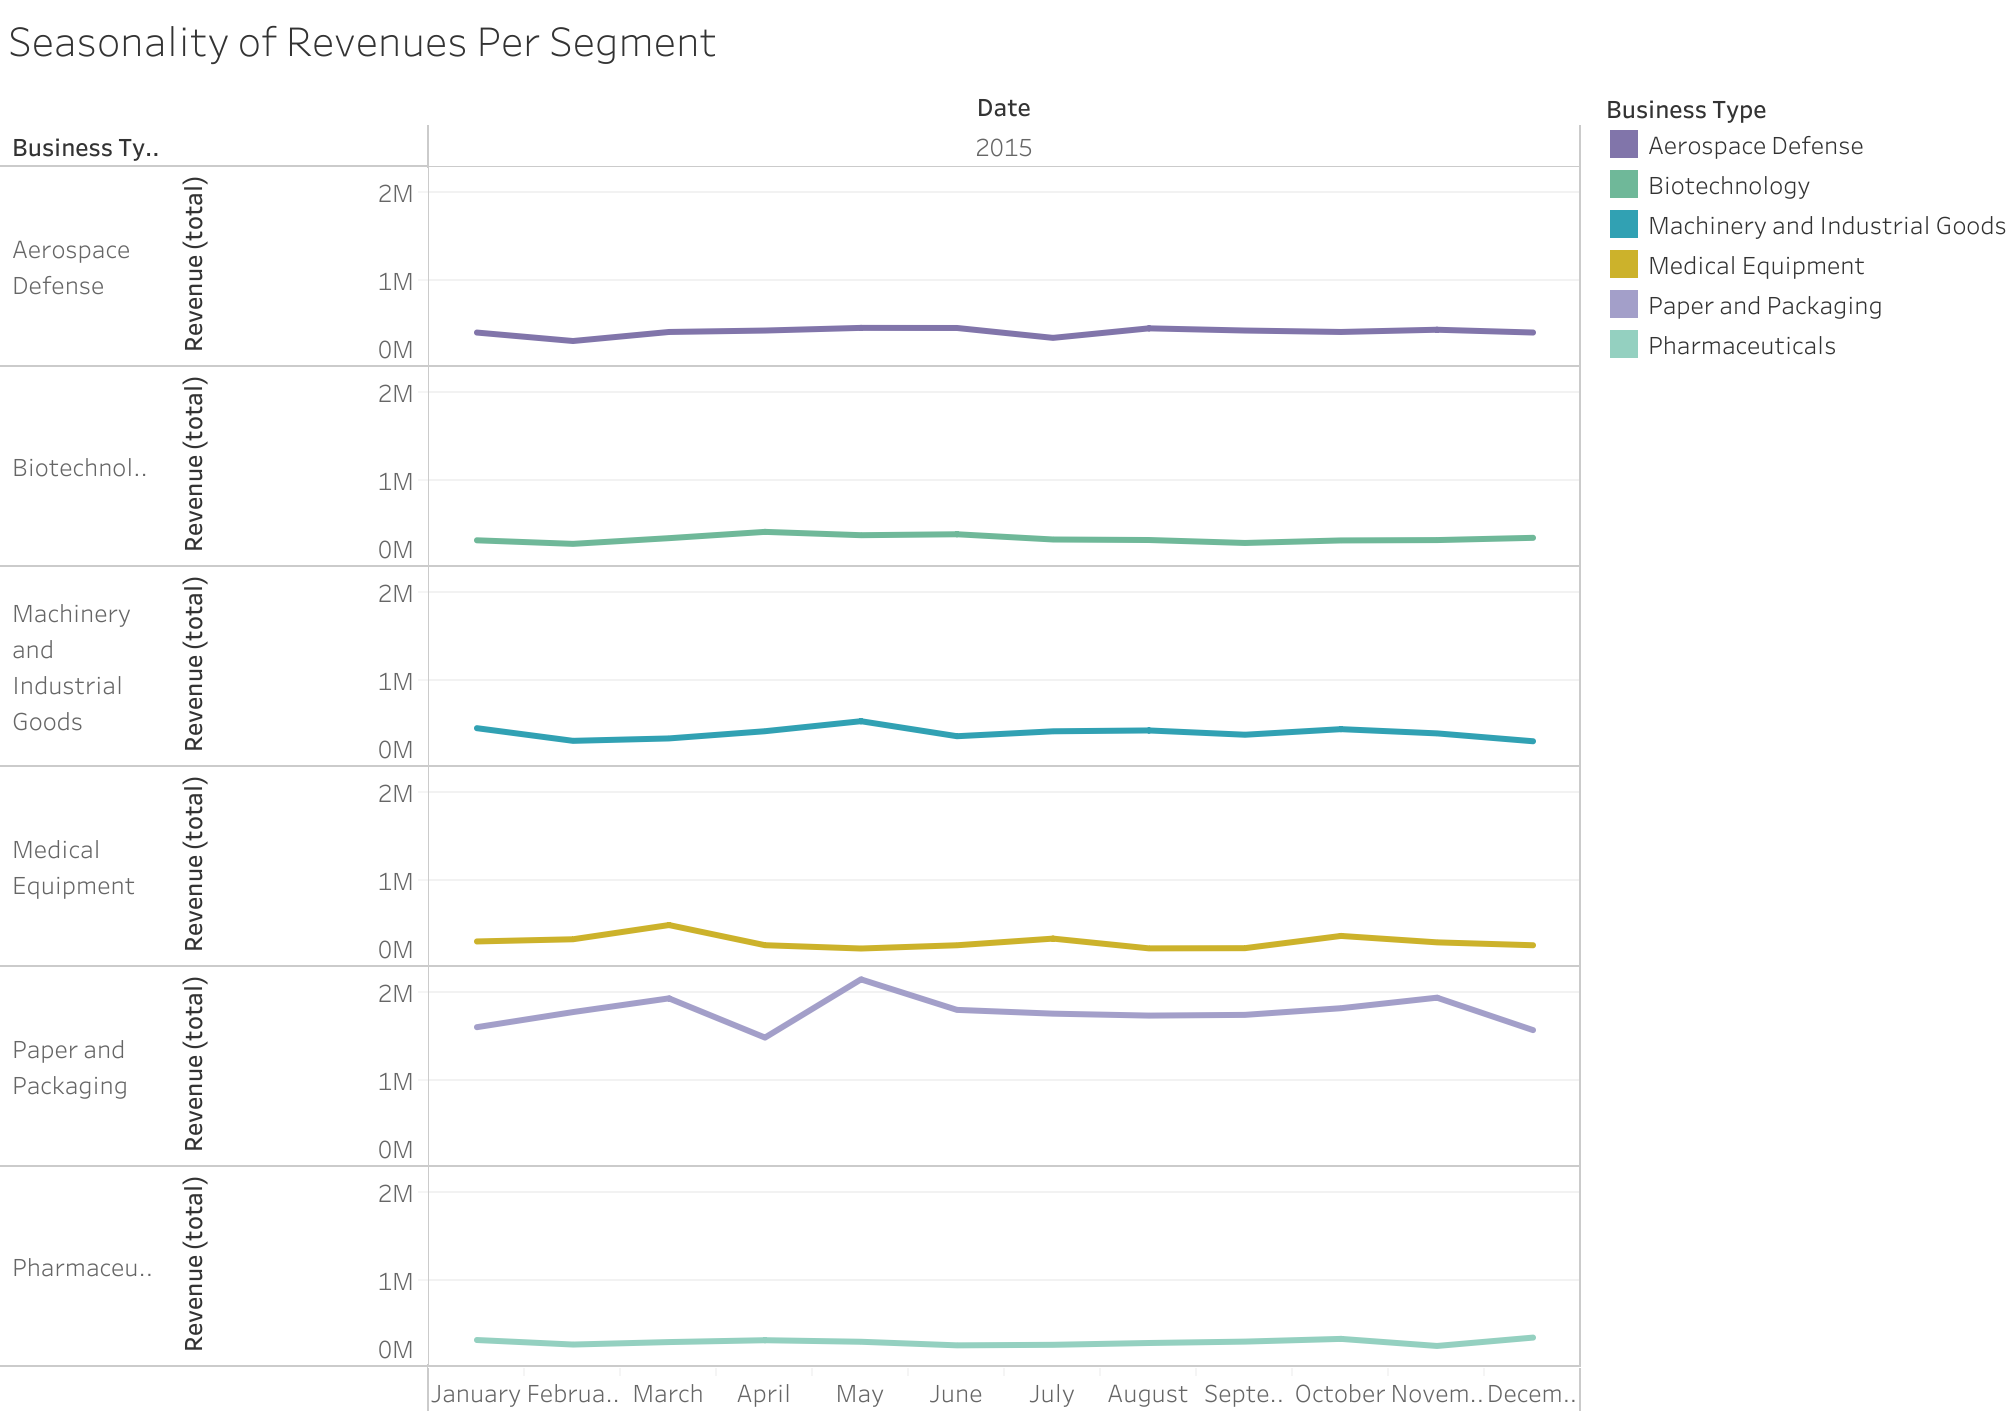 Seasonality of Revenues Per Segment
Date
Business Ty..
2015
Aerospace
Defense
Revenue (total)
2M
1M
0M
Biotechnol..
Revenue (total)
2M
1M
0M
Machinery
and
Industrial
Goods
Revenue (total)
2M
1M
0M
Medical
Equipment
Revenue (total)
2M
1M
0M
Paper and
Packaging
Revenue (total)
2M
1M
0M
Pharmaceu..
Revenue (total)
2M
1M
0M
January Februa.. March April May June July August Septe.. October Novem.. Decem..
Business Type
Aerospace Defense
Biotechnology
Machinery and Industrial Goods
Medical Equipment
Paper and Packaging
Pharmaceuticals